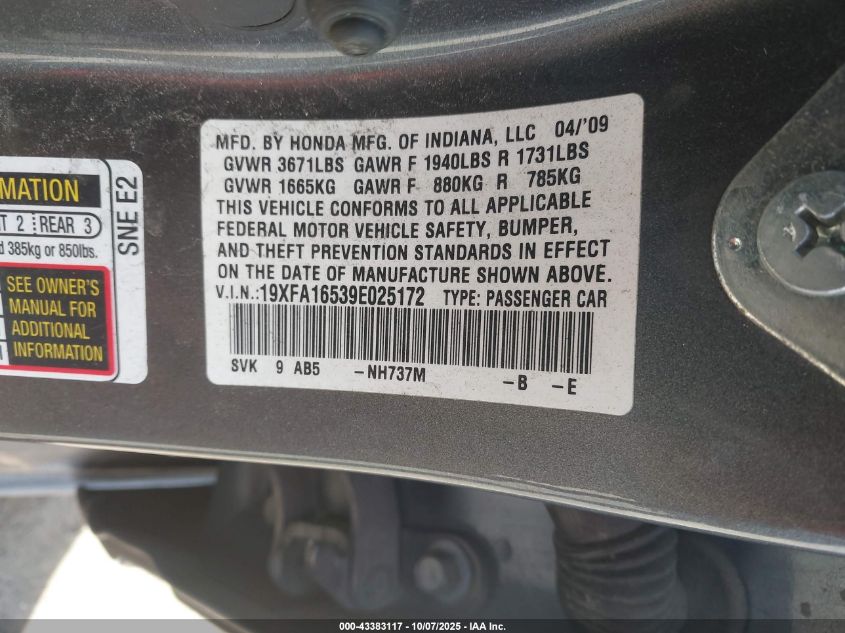 MFD. BY HONDA MFG. OF INDIANA, LLC 04/'09
GVWR 3671LBS GAWR F 1940LBS R 1731LBS
GVWR 1665KG GAWR F 880KG R 785KG
THIS VEHICLE CONFORMS TO ALL APPLICABLE
FEDERAL MOTOR VEHICLE SAFETY, BUMPER,
AND THEFT PREVENTION STANDARDS IN EFFECT
ON THE DATE OF MANUFACTURE SHOWN ABOVE.
V.I.N.:19XFA16539E025172 TYPE: PASSENGER CAR
SVK 9 AB5 -NH737M -B -E
MATION
T 2 REAR 3
d 385kg or 850lbs.
SEE OWNER'S
MANUAL FOR
ADDITIONAL
INFORMATION
SNE E2
000-43383117 - 10/07/2025 - IAA Inc.